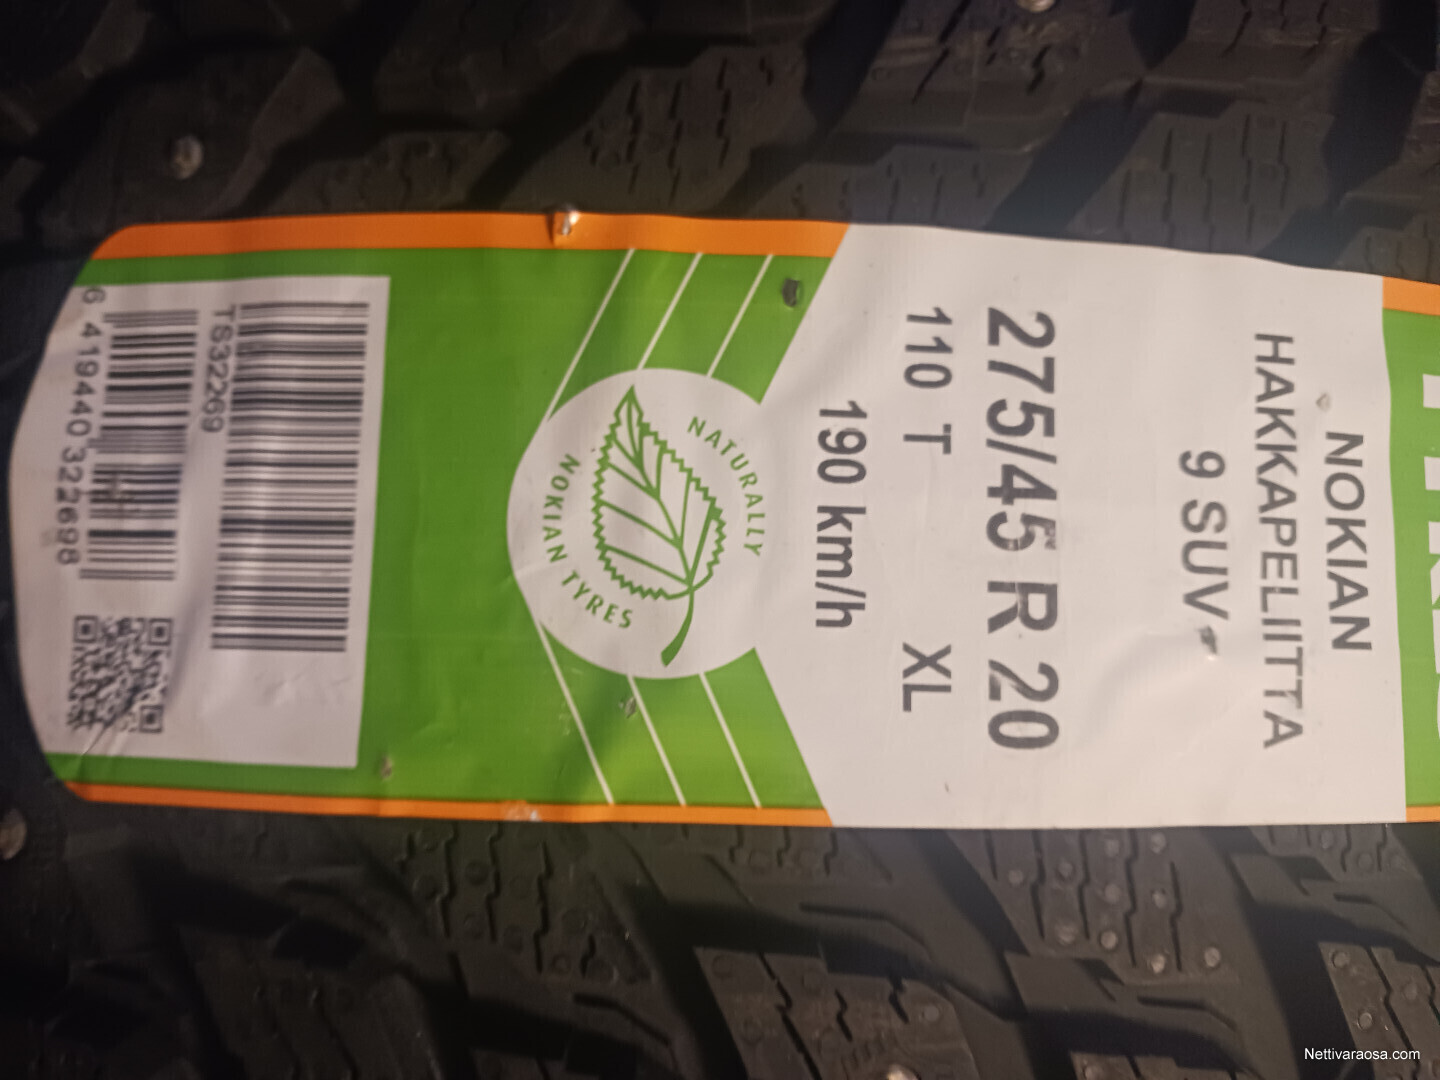 NOKIAN
HAKKAPELIITTA
9 SUV
275/45 R 20
110 T XL
190 km/h
NATURALLY
NOKIAN TYRES
TS32269
6 419440 322698
Nettivaraosa.com